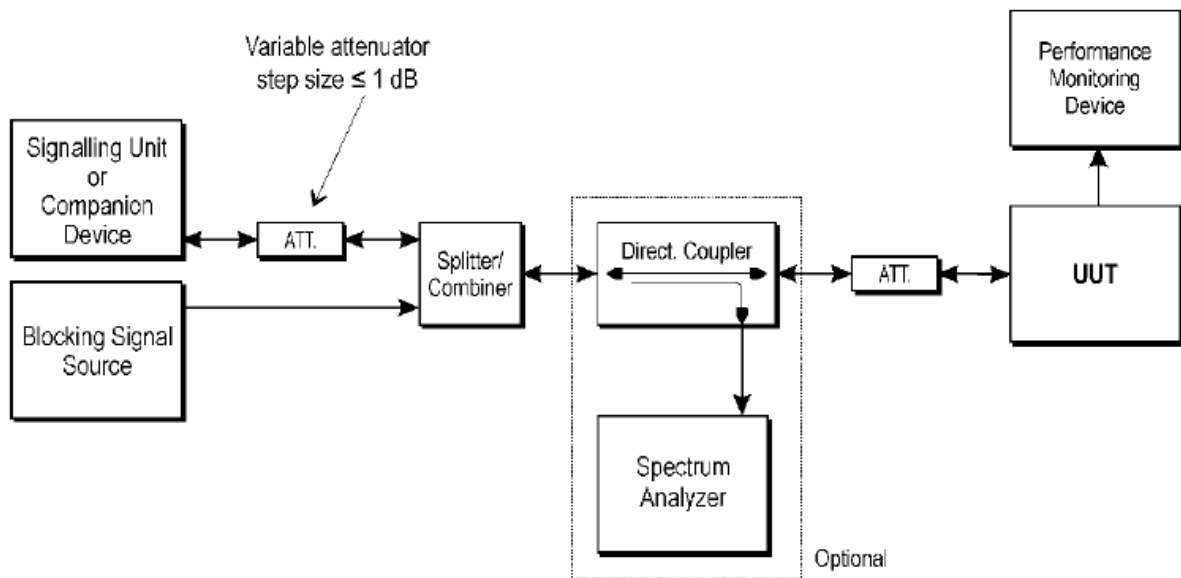 Variable attenuator
step size ≤ 1 dB
Performance
Monitoring
Device
Signalling Unit
or
Companion
Device
ATT.
Splitter/
Combiner
Direct. Coupler
ATT.
UUT
Blocking Signal
Source
Spectrum
Analyzer
Optional